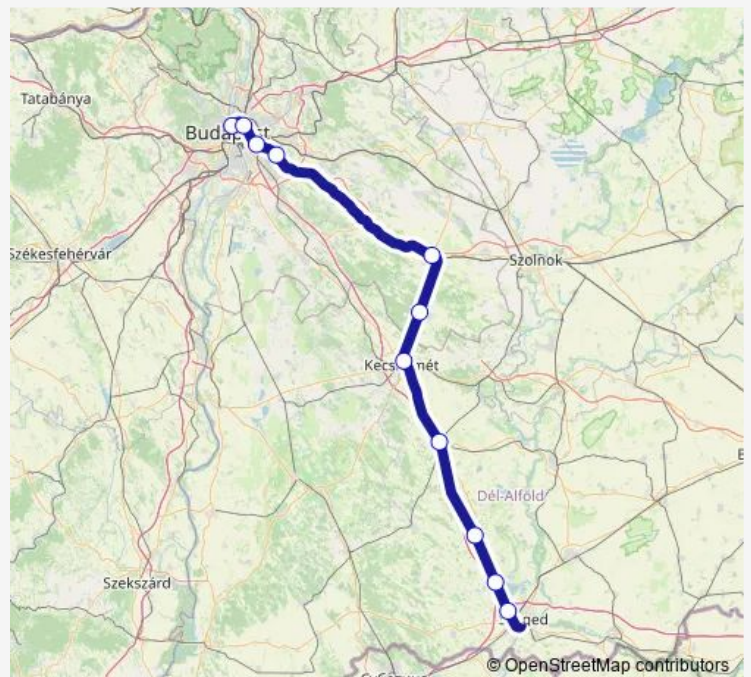 Tatabánya
Budapest
Székesfehérvár
Szolnok
Kecskemét
Dél-Alföld
Szekszárd
Szeged
© OpenStreetMap contributors